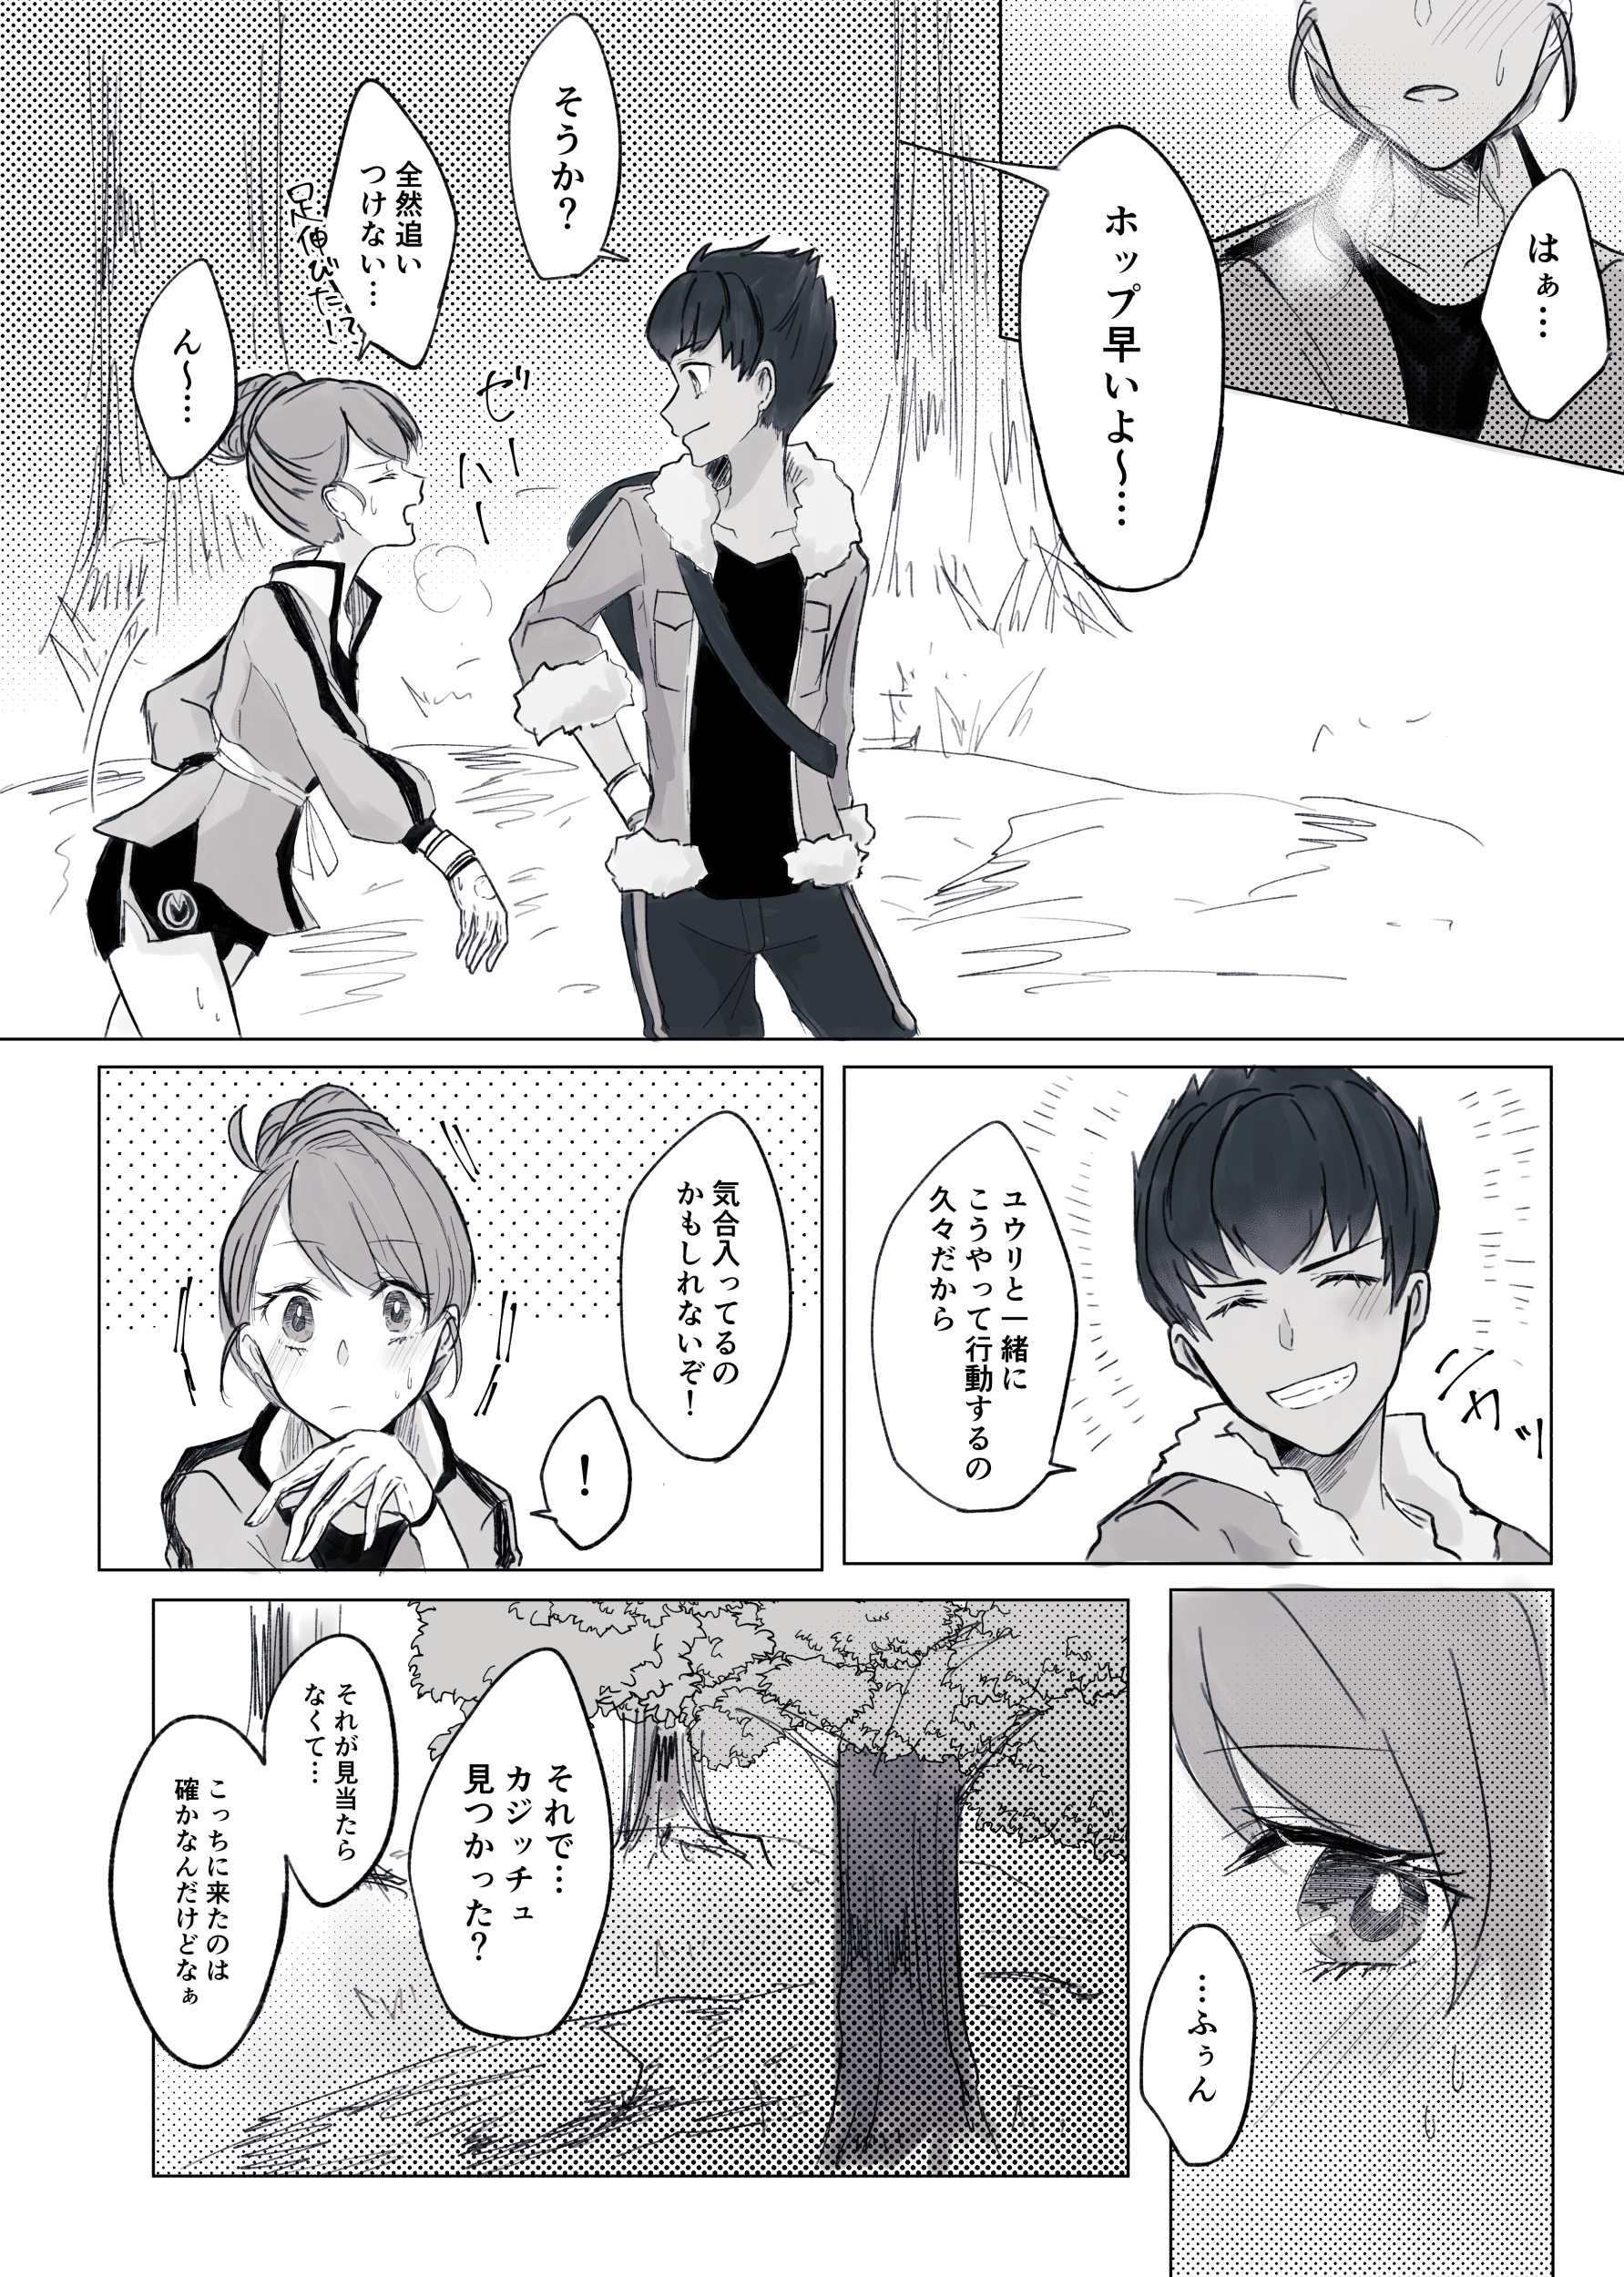 はぁ…
ホップ早いよ〜…
そうか?
全然追い
つけない…
足伸びた!?
ん〜…
ゼー
ハー
ユウリと一緒に
こうやって行動するの
久々だから
ニカッ
気合入ってるの
かもしれないぞ!
!
…ふぅん
それで…
カジッチュ
見つかった?
それが見当たら
なくて…
こっちに来たのは
確かなんだけどなぁ